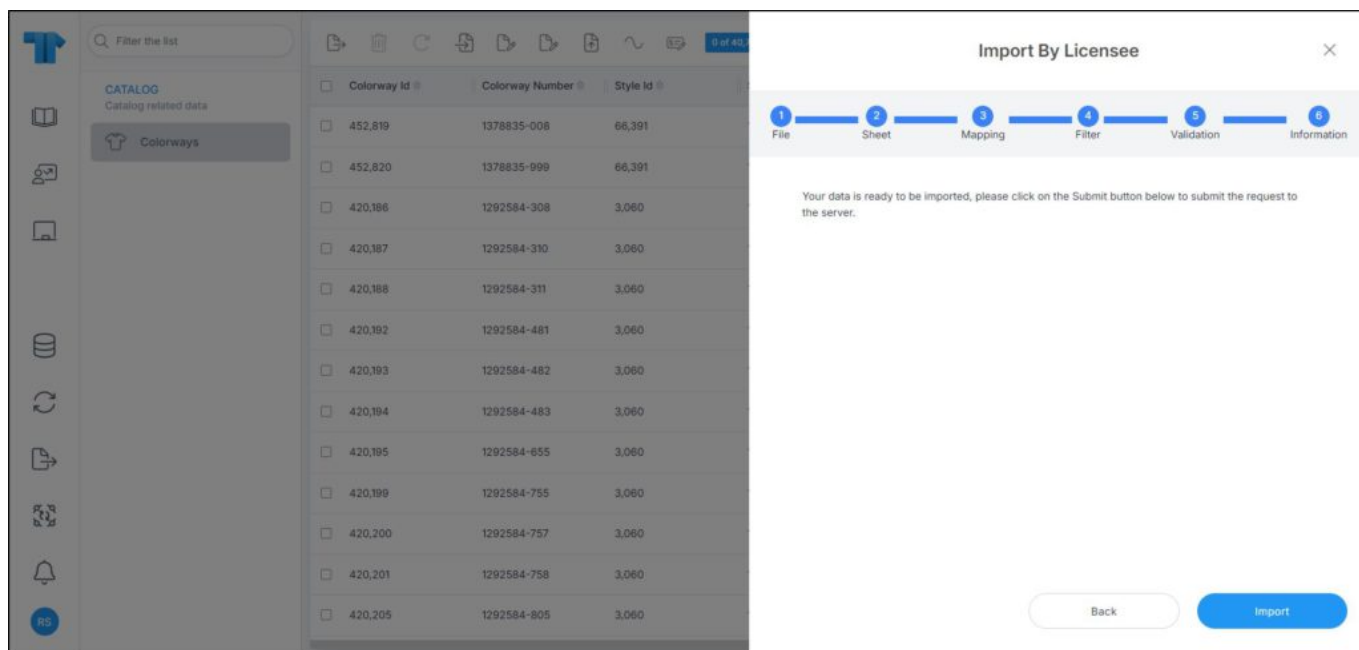 Filter the list
CATALOG
Catalog related data
Colorways
0 of 40,7
Colorway Id
Colorway Number
Style Id
452,819
1378835-008
66,391
452,820
1378835-999
66,391
420,186
1292584-308
3,060
420,187
1292584-310
3,060
420,188
1292584-311
3,060
420,192
1292584-481
3,060
420,193
1292584-482
3,060
420,194
1292584-483
3,060
420,195
1292584-655
3,060
420,199
1292584-755
3,060
420,200
1292584-757
3,060
420,201
1292584-758
3,060
420,205
1292584-805
3,060
RS
Import By Licensee
1
2
3
4
5
6
File
Sheet
Mapping
Filter
Validation
Information
Your data is ready to be imported, please click on the Submit button below to submit the request to
the server.
Back
Import